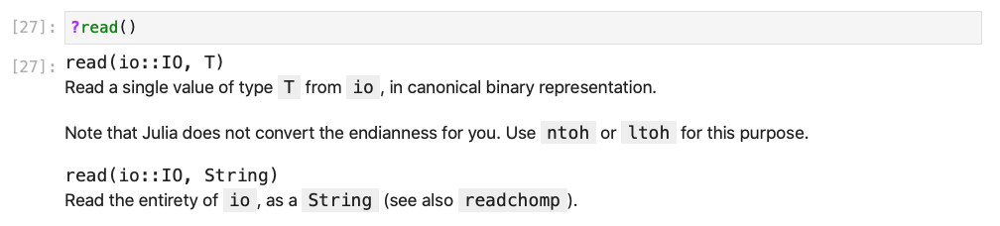 [27]: ?read()
[27]: read(io::IO, T)
Read a single value of type T from io, in canonical binary representation.
Note that Julia does not convert the endianness for you. Use ntoh or ltoh for this purpose.
read(io::IO, String)
Read the entirety of io, as a String (see also readchomp).